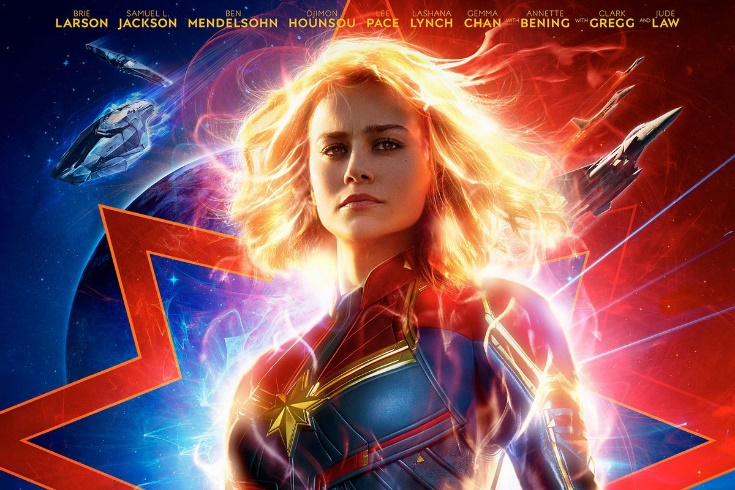 BRIE SAMUEL L. BEN DJIMON LEE LASHANA GEMMA ANNETTE CLARK JUDE
LARSON JACKSON MENDELSOHN HOUNSOU PACE LYNCH CHAN WITH BENING WITH GREGG AND LAW